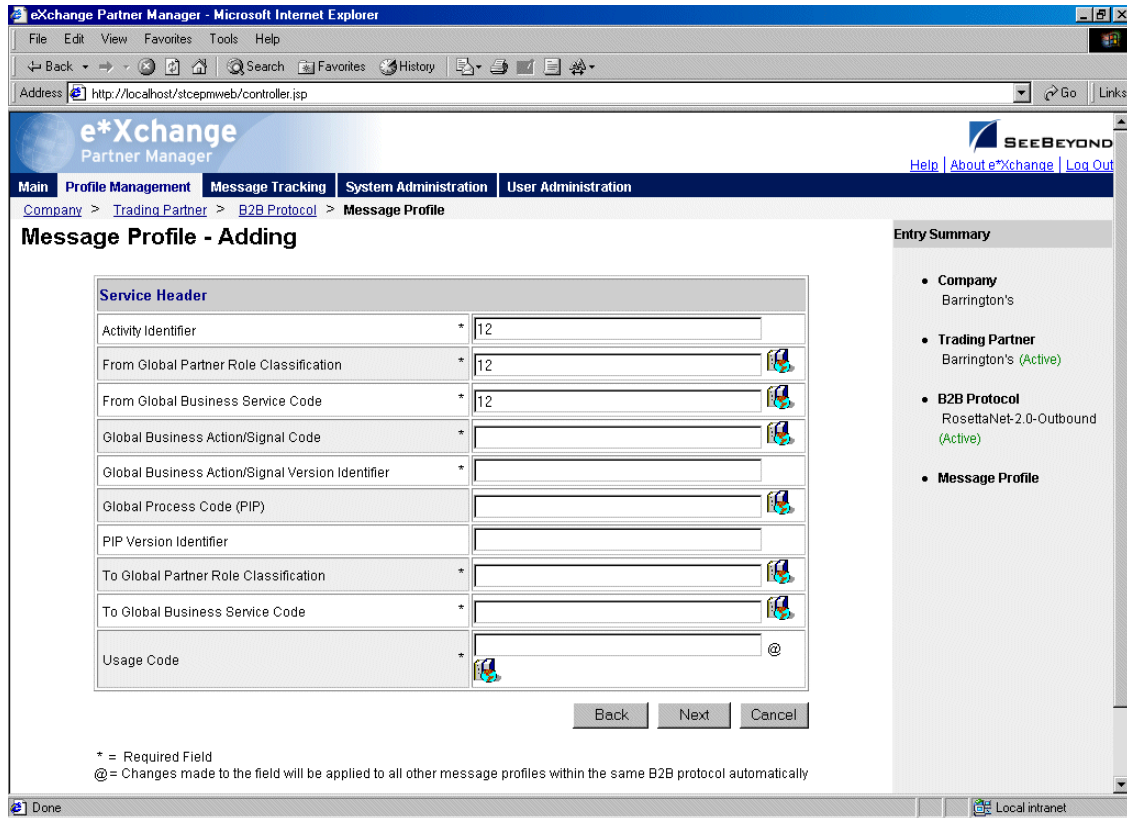 eXchange Partner Manager - Microsoft Internet Explorer
File Edit View Favorites Tools Help
Back Search Favorites History
Address http://localhost/stcepmweb/controller.jsp Go Links
e*Xchange
Partner Manager
SEEBEYOND
Help | About e*Xchange | Log Out
Main Profile Management Message Tracking System Administration User Administration
Company > Trading Partner > B2B Protocol > Message Profile
Message Profile - Adding
Service Header
Activity Identifier * 12
From Global Partner Role Classification * 12
From Global Business Service Code * 12
Global Business Action/Signal Code *
Global Business Action/Signal Version Identifier *
Global Process Code (PIP)
PIP Version Identifier
To Global Partner Role Classification *
To Global Business Service Code *
Usage Code * @
Back Next Cancel
* = Required Field
@ = Changes made to the field will be applied to all other message profiles within the same B2B protocol automatically
Entry Summary
• Company
Barrington's
• Trading Partner
Barrington's (Active)
• B2B Protocol
RosettaNet-2.0-Outbound
(Active)
• Message Profile
Done Local intranet